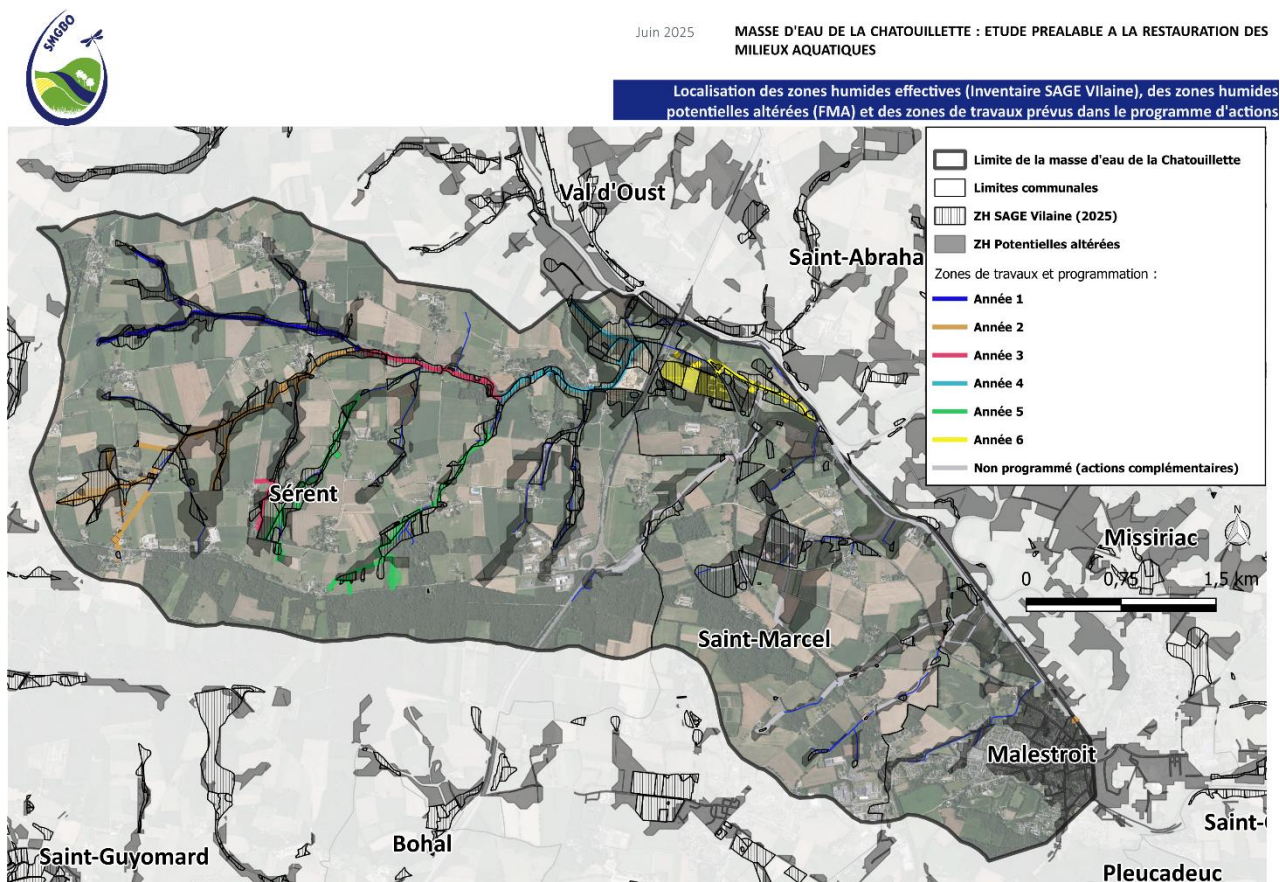 SMGBO
Juin 2025
MASSE D'EAU DE LA CHATOUILLETTE : ETUDE PREALABLE A LA RESTAURATION DES
MILIEUX AQUATIQUES
Localisation des zones humides effectives (Inventaire SAGE VIlaine), des zones humides
potentielles altérées (FMA) et des zones de travaux prévus dans le programme d'actions
Limite de la masse d'eau de la Chatouillette
Limites communales
ZH SAGE Vilaine (2025)
ZH Potentielles altérées
Zones de travaux et programmation :
Année 1
Année 2
Année 3
Année 4
Année 5
Année 6
Non programmé (actions complémentaires)
Val d'Oust
Saint-Abraha
Sérent
Missiriac
N
0 0,75 1,5 km
Saint-Marcel
Malestroit
Saint-
Bohal
Saint-Guyomard
Pleucadeuc